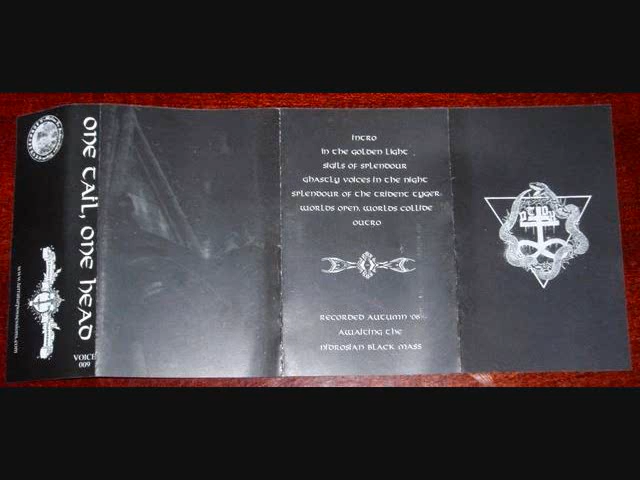 ONE TAIL, ONE HEAD
VOICE
009
INTRO
IN THE GOLDEN LIGHT
SIGILS OF SPLENDOUR
GHASTLY VOICES IN THE NIGHT
SPLENDOUR OF THE TRIDENT TYGER
WORLDS OPEN, WORLDS COLLIDE
OUTRO
RECORDED AUTUMN '08
AWAITING THE
NIDROSIAN BLACK MASS